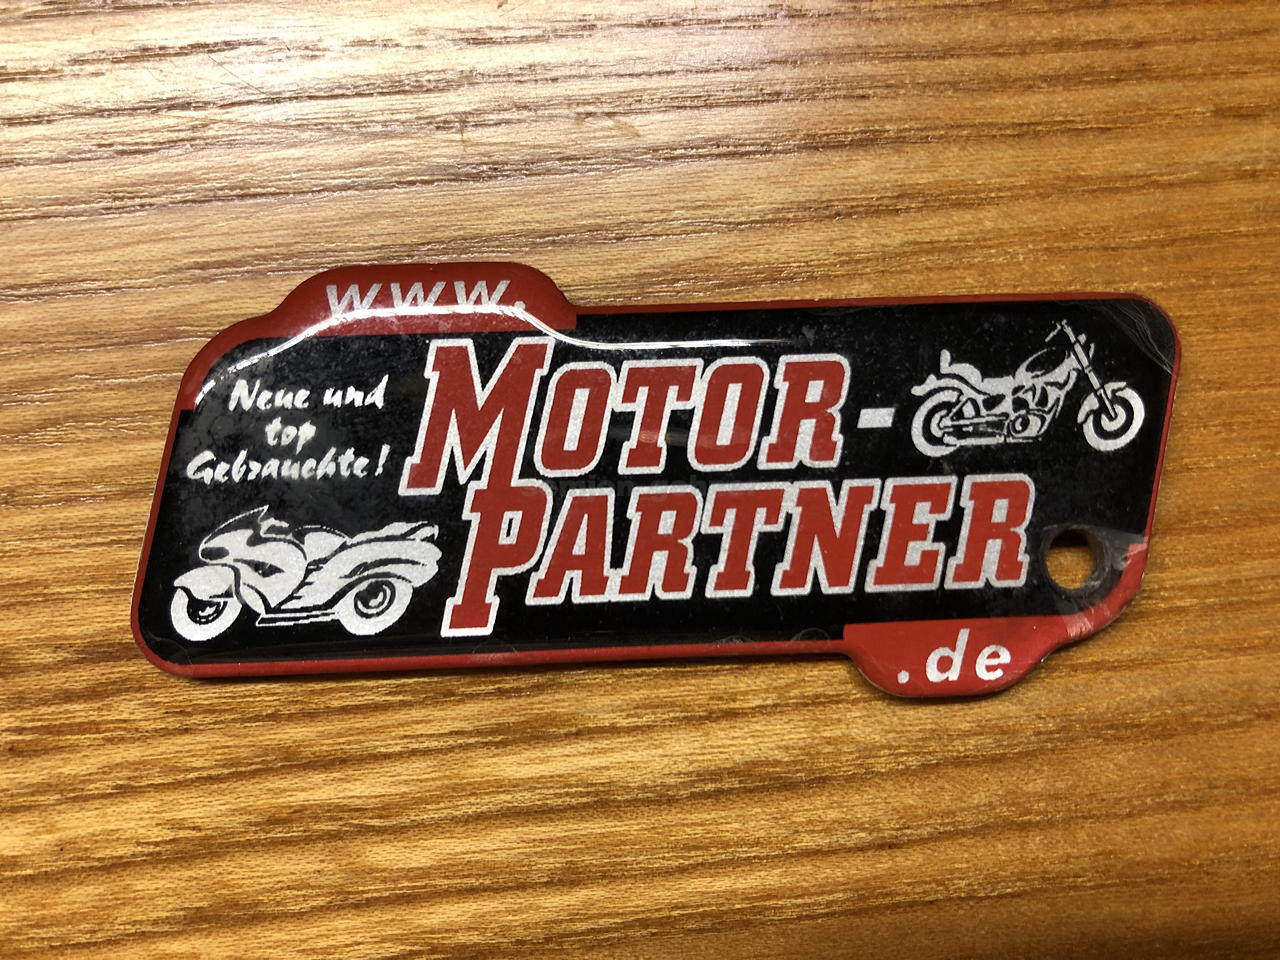 www.
Neue und
top
Gebrauchte!
MOTOR-
PARTNER
.de